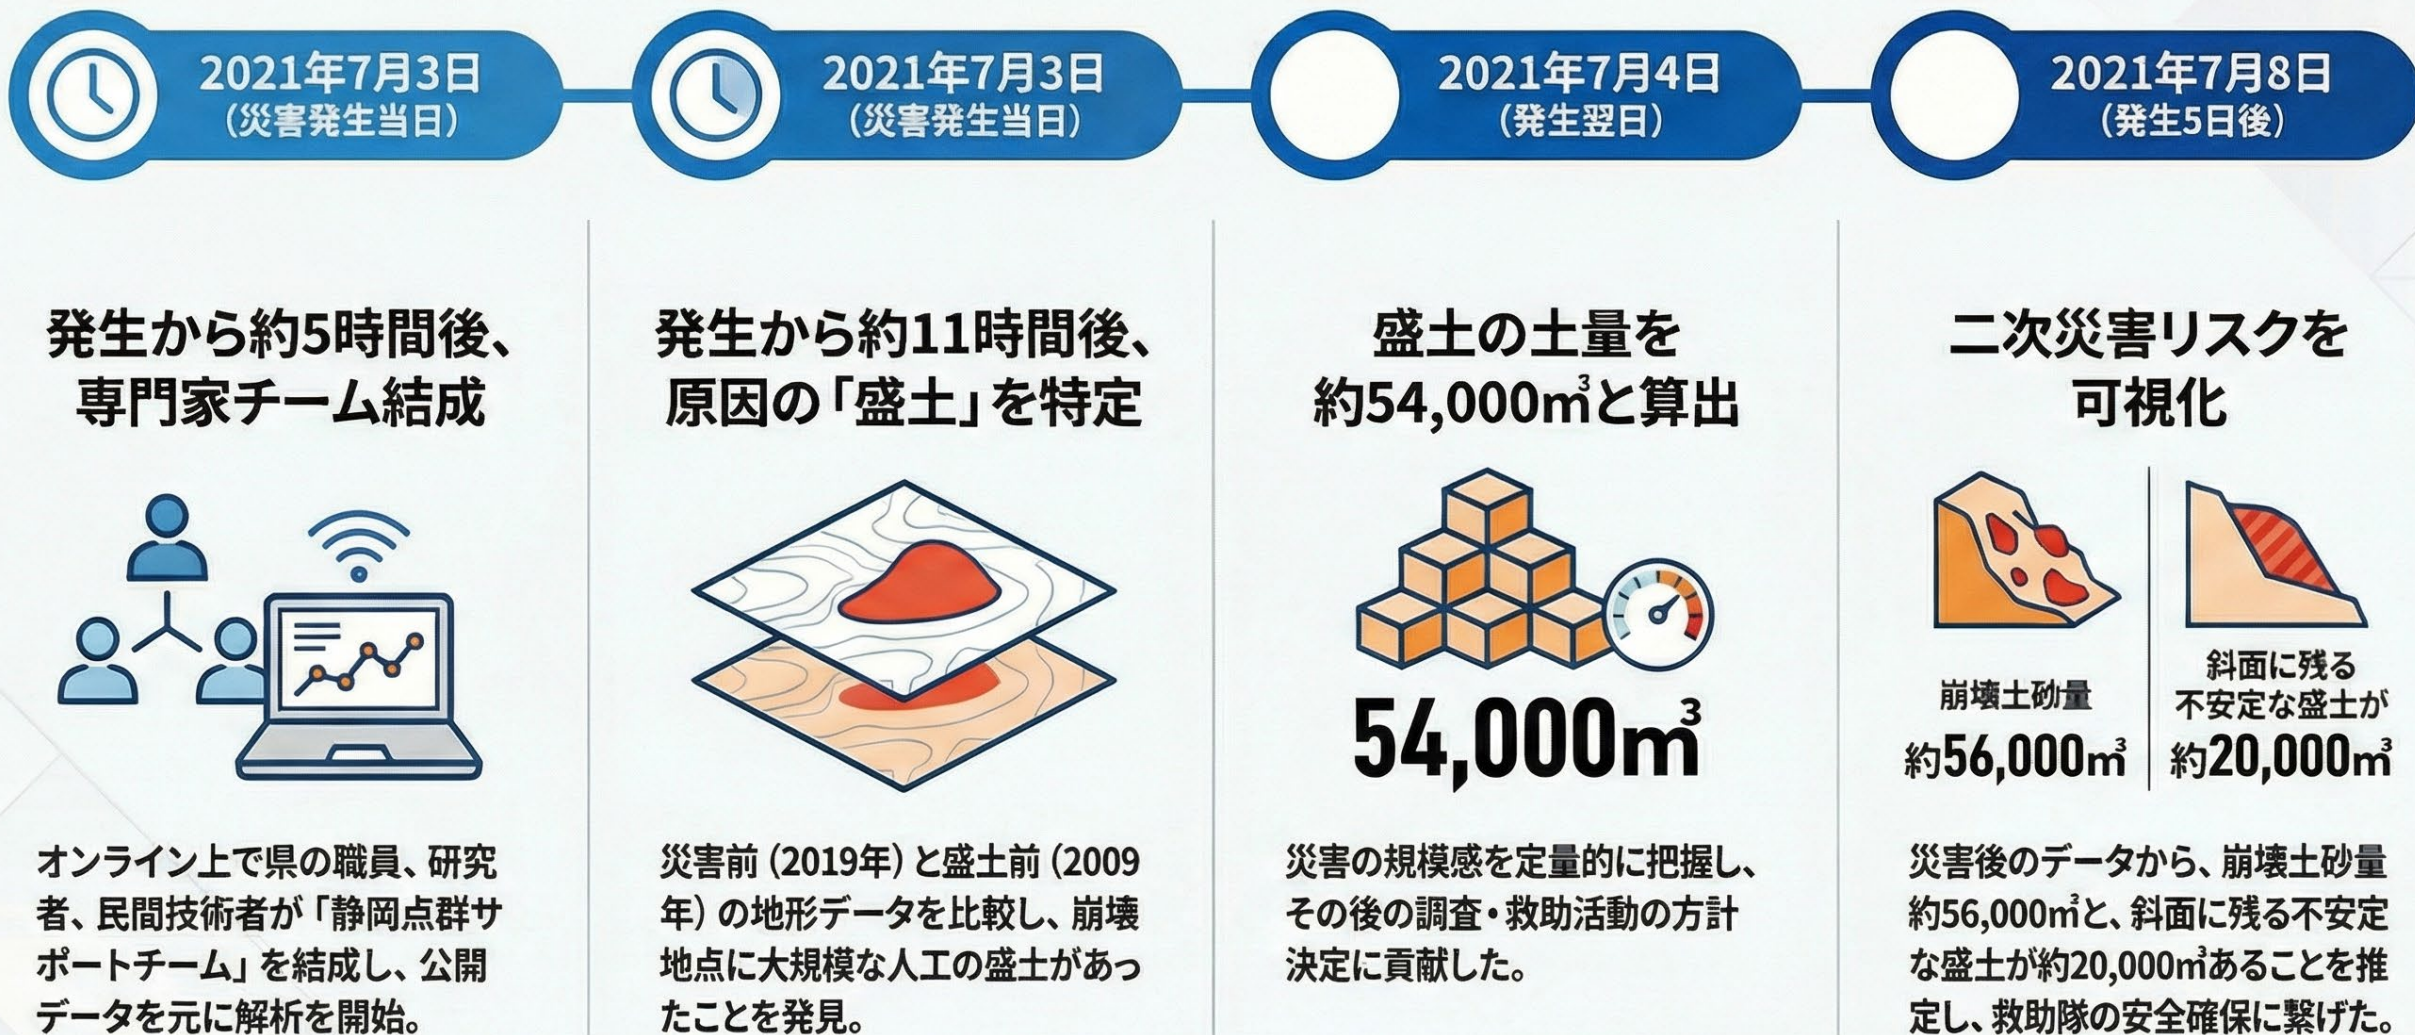 2021年7月3日
（災害発生当日）
2021年7月3日
（災害発生当日）
2021年7月4日
（発生翌日）
2021年7月8日
（発生5日後）
発生から約5時間後、
専門家チーム結成
オンライン上で県の職員、研究
者、民間技術者が「静岡点群サ
ポートチーム」を結成し、公開
データを元に解析を開始。
発生から約11時間後、
原因の「盛土」を特定
災害前（2019年）と盛土前（2009
年）の地形データを比較し、崩壊
地点に大規模な人工の盛土があっ
たことを発見。
盛土の土量を
約54,000㎥と算出
54,000㎥
災害の規模感を定量的に把握し、
その後の調査・救助活動の方計
決定に貢献した。
二次災害リスクを
可視化
崩壊土砂量
約56,000㎥
斜面に残る
不安定な盛土が
約20,000㎥
災害後のデータから、崩壊土砂量
約56,000㎥と、斜面に残る不安定
な盛土が約20,000㎥あることを推
定し、救助隊の安全確保に繋げた。